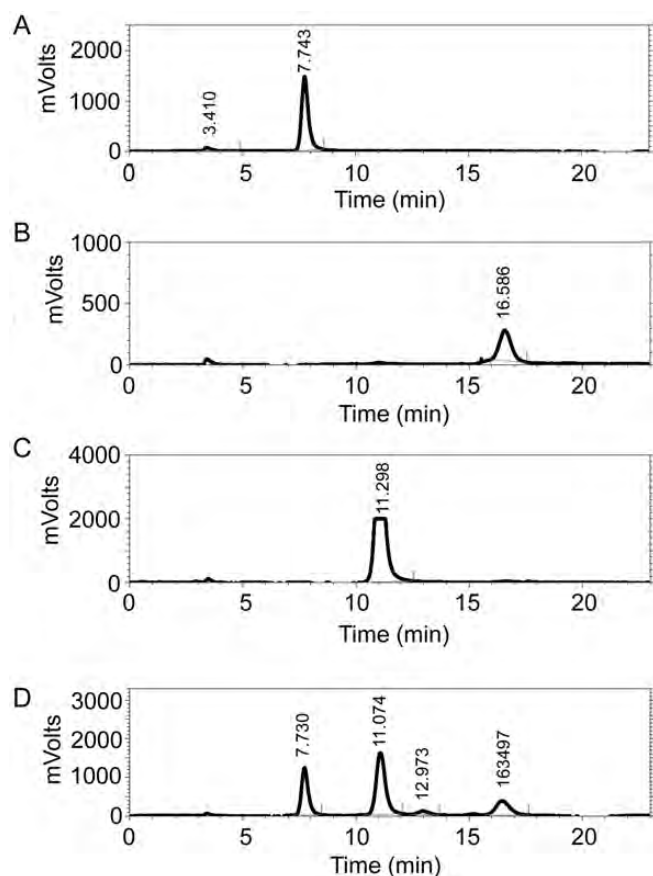 A
mVolts
2000
1000
0
3.410
7.743
0 5 10 15 20
Time (min)
B
mVolts
1000
500
0
16.586
0 5 10 15 20
Time (min)
C
mVolts
4000
2000
0
11.298
0 5 10 15 20
Time (min)
D
mVolts
3000
2000
1000
0
7.730
11.074
12.973
163497
0 5 10 15 20
Time (min)